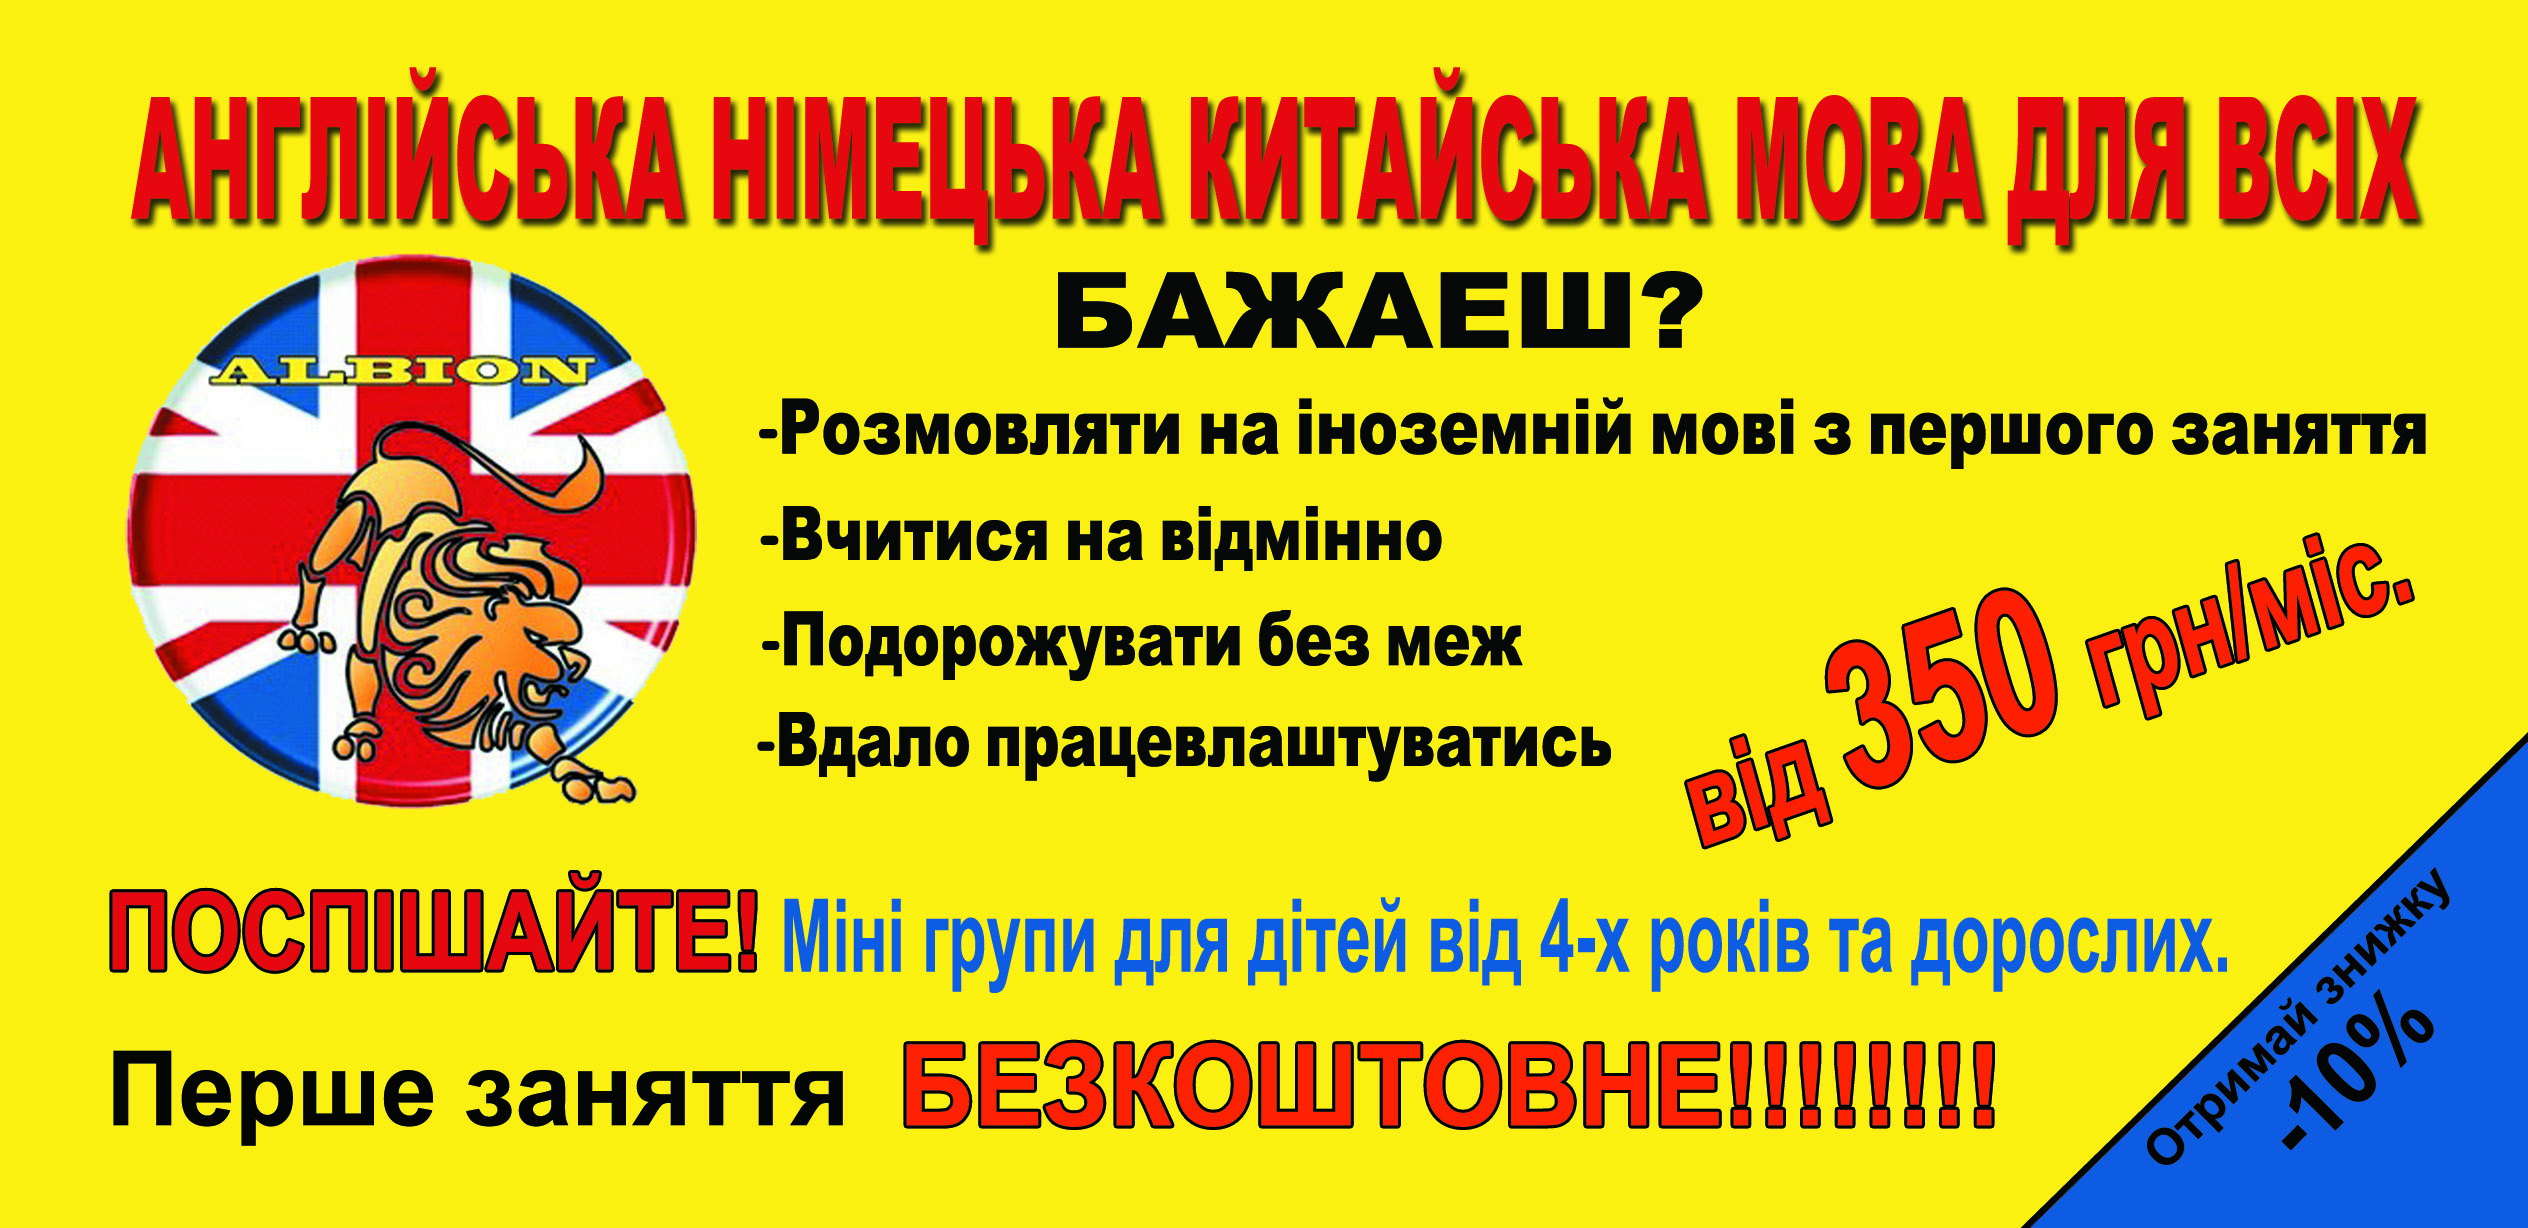 АНГЛІЙСЬКА НІМЕЦЬКА КИТАЙСЬКА МОВА ДЛЯ ВСІХ
ALBION
БАЖАЕШ?
-Розмовляти на іноземній мові з першого заняття
-Вчитися на відмінно
-Подорожувати без меж
-Вдало працевлаштуватись
від 350 грн/міс.
ПОСПІШАЙТЕ! Міні групи для дітей від 4-х років та дорослих.
Перше заняття БЕЗКОШТОВНЕ!!!!!!!!
Отримай знижку
-10%